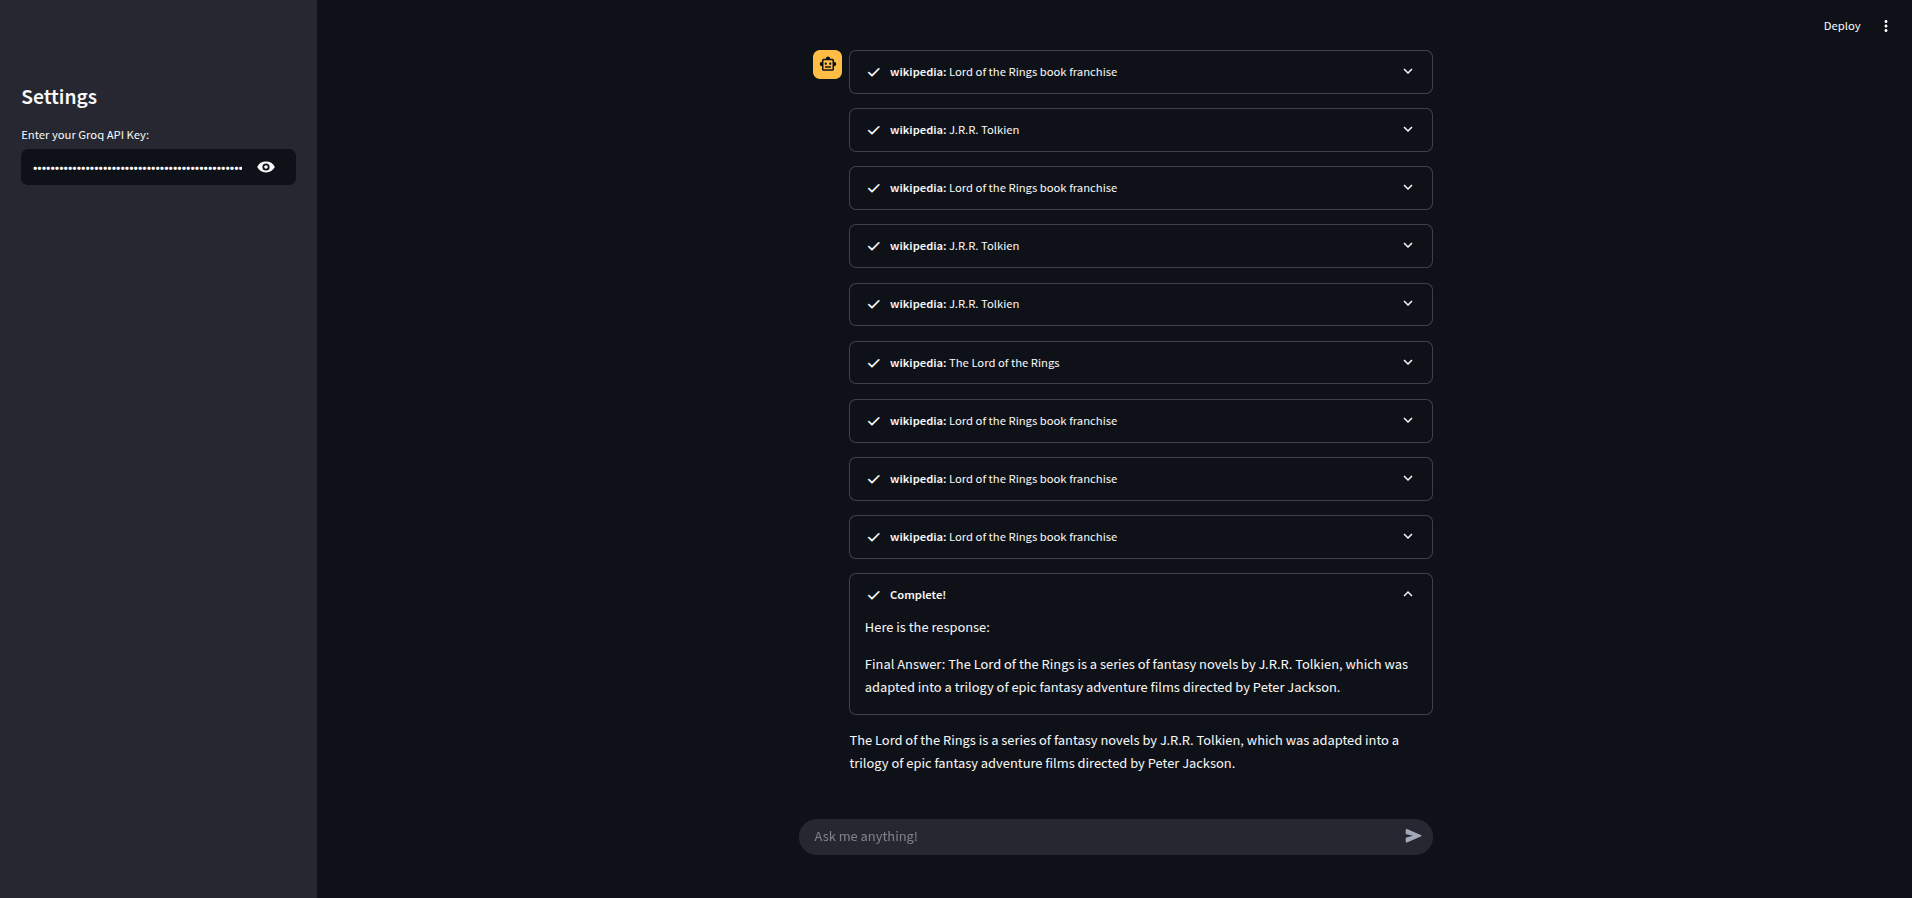 Deploy
Settings
Enter your Groq API Key:
wikipedia: Lord of the Rings book franchise
wikipedia: J.R.R. Tolkien
wikipedia: Lord of the Rings book franchise
wikipedia: J.R.R. Tolkien
wikipedia: J.R.R. Tolkien
wikipedia: The Lord of the Rings
wikipedia: Lord of the Rings book franchise
wikipedia: Lord of the Rings book franchise
wikipedia: Lord of the Rings book franchise
Complete!
Here is the response:
Final Answer: The Lord of the Rings is a series of fantasy novels by J.R.R. Tolkien, which was
adapted into a trilogy of epic fantasy adventure films directed by Peter Jackson.
The Lord of the Rings is a series of fantasy novels by J.R.R. Tolkien, which was adapted into a
trilogy of epic fantasy adventure films directed by Peter Jackson.
Ask me anything!